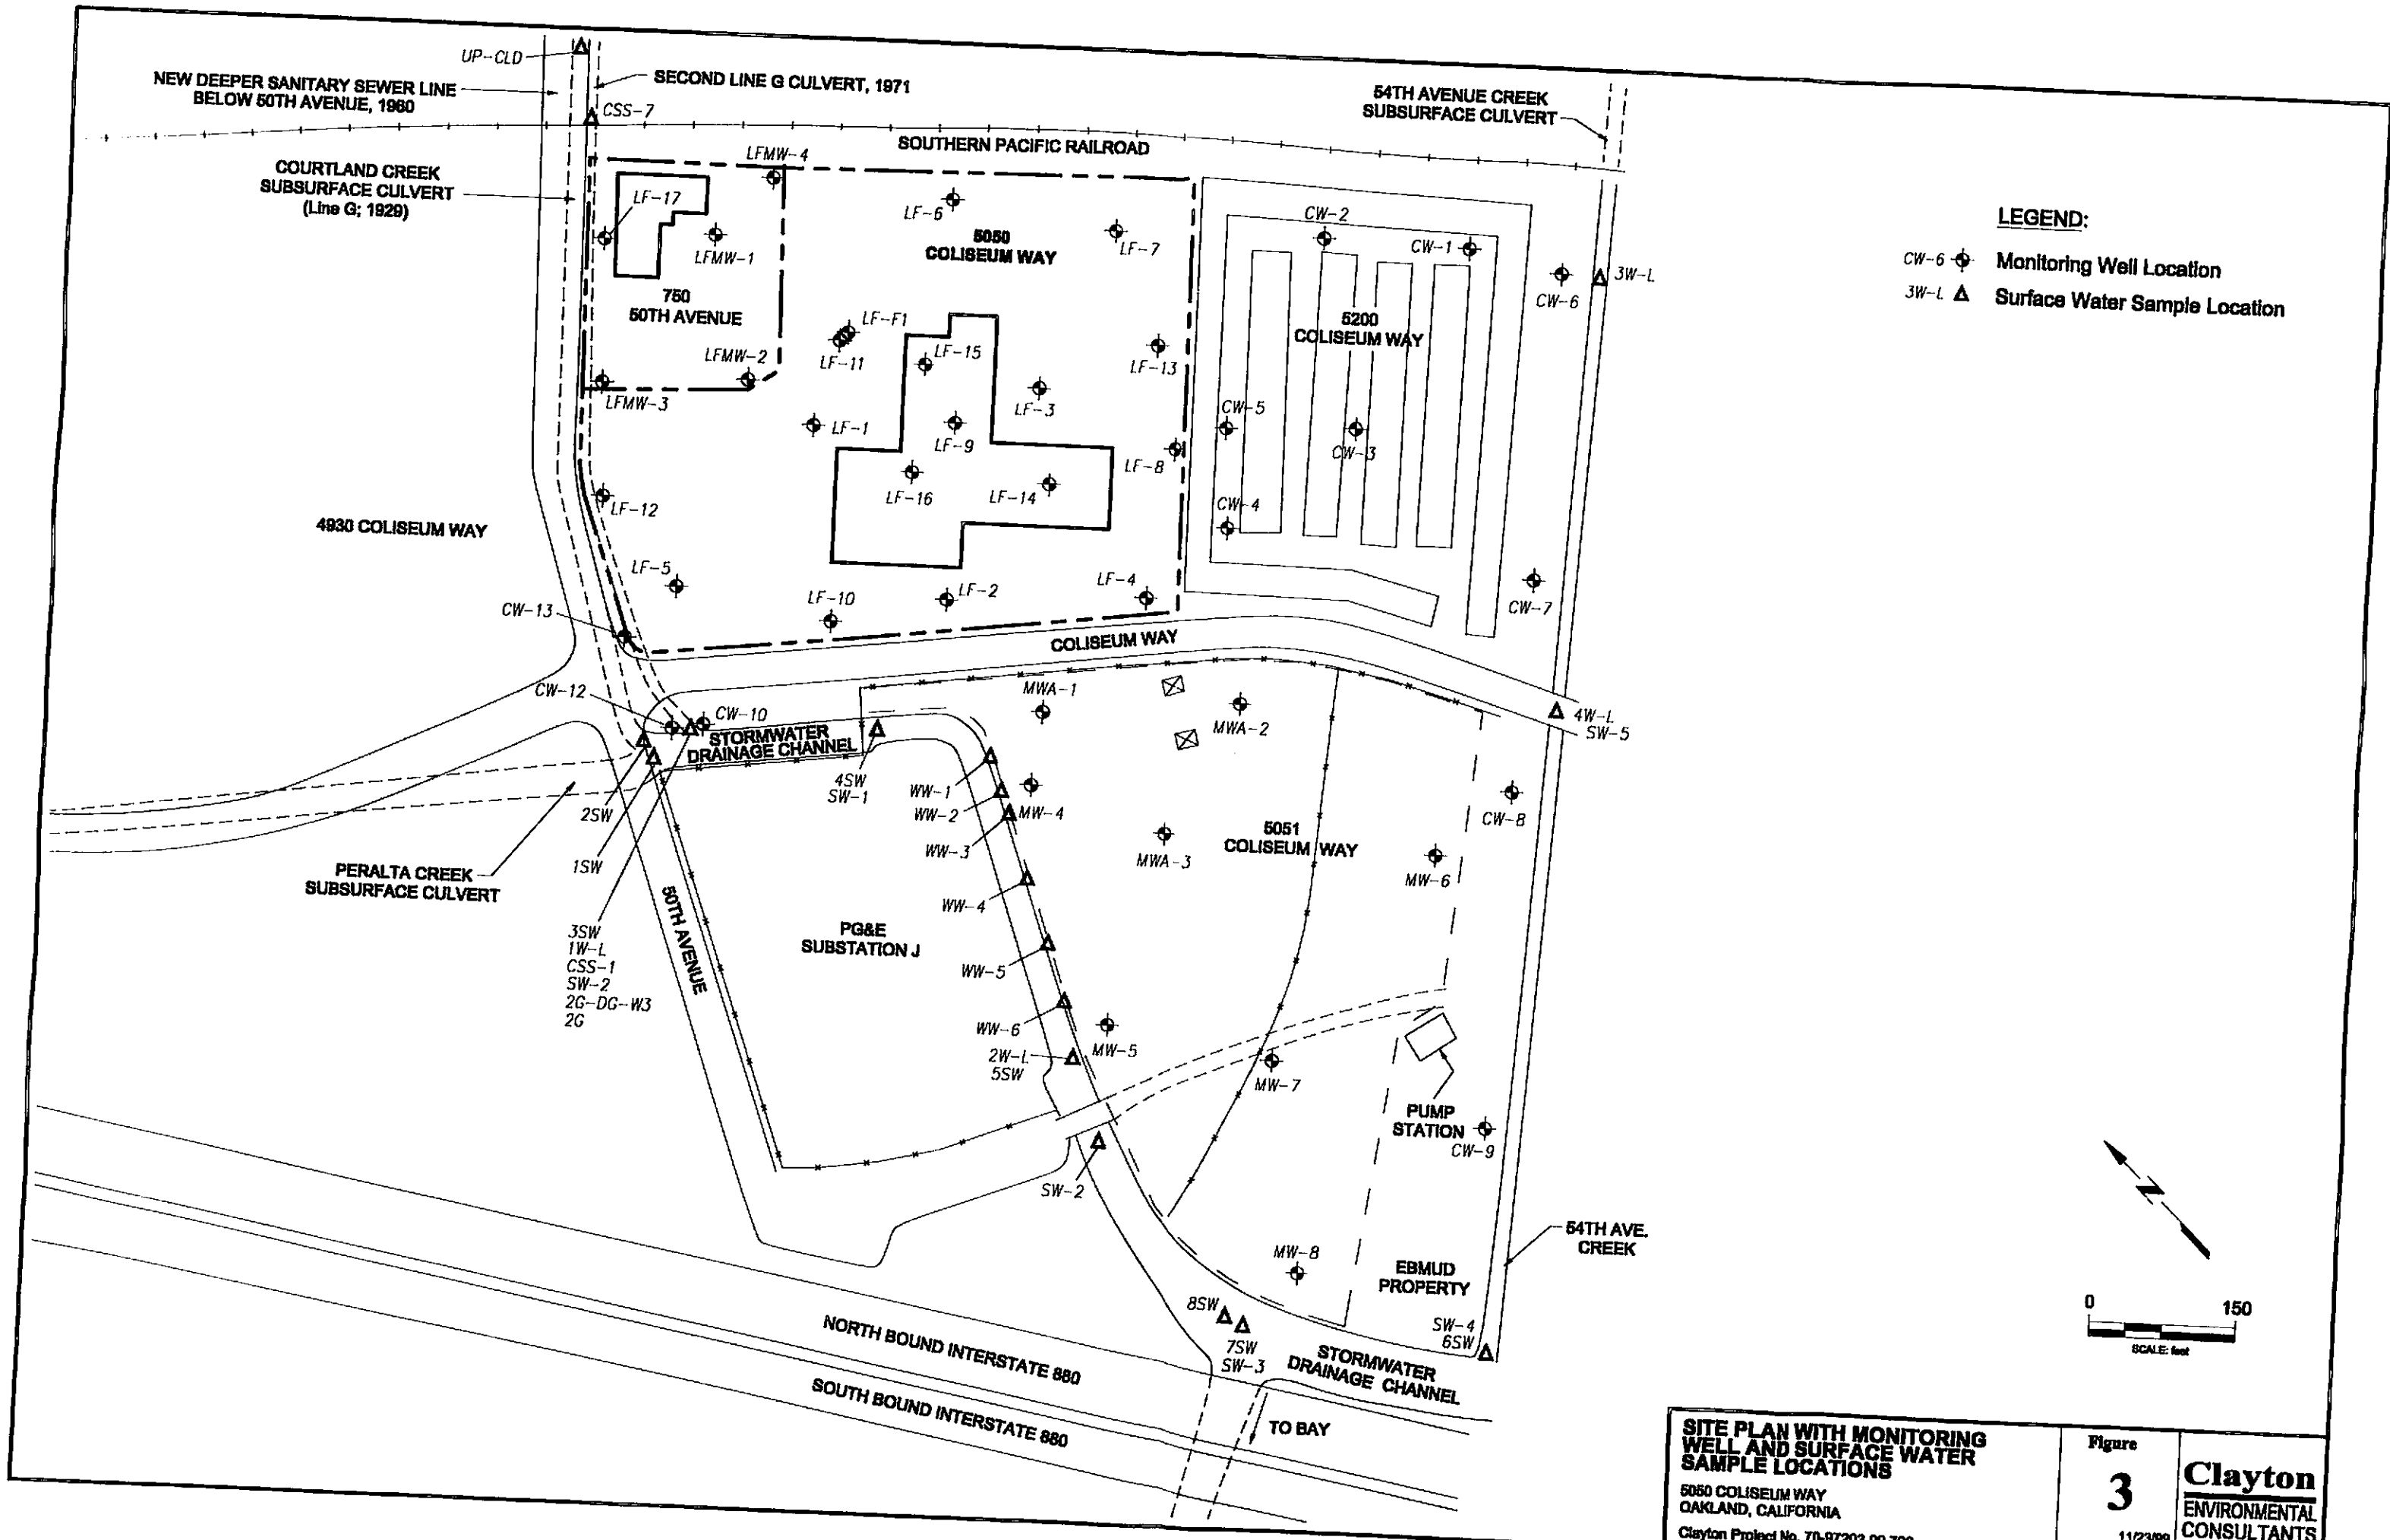 UP-CLD
NEW DEEPER SANITARY SEWER LINE
BELOW 50TH AVENUE, 1960
SECOND LINE G CULVERT, 1971
CSS-7
54TH AVENUE CREEK
SUBSURFACE CULVERT
SOUTHERN PACIFIC RAILROAD
COURTLAND CREEK
SUBSURFACE CULVERT
(Line G; 1929)
LFMW-4
LF-17
LFMW-1
750
50TH AVENUE
LFMW-2
LFMW-3
LF-6
5050
COLISEUM WAY
LF-7
LF-F1
LF-11
LF-15
LF-13
LF-3
LF-1
LF-9
LF-8
LF-16
LF-14
LF-12
LF-5
LF-10
LF-2
LF-4
CW-2
CW-1
CW-6
3W-L
5200
COLISEUM WAY
CW-5
CW-3
CW-4
CW-7
LEGEND:
CW-6 Monitoring Well Location
3W-L Surface Water Sample Location
4930 COLISEUM WAY
CW-13
COLISEUM WAY
CW-12
CW-10
STORMWATER
DRAINAGE CHANNEL
MWA-1
MWA-2
4W-L
SW-5
4SW
SW-1
2SW
1SW
WW-1
WW-2
MW-4
WW-3
MWA-3
5051
COLISEUM WAY
CW-8
MW-6
PERALTA CREEK
SUBSURFACE CULVERT
3SW
1W-L
CSS-1
SW-2
2G-DG-W3
2G
50TH AVENUE
PG&E
SUBSTATION J
WW-4
WW-5
WW-6
2W-L
5SW
MW-5
MW-7
PUMP
STATION
CW-9
SW-2
MW-8
EBMUD
PROPERTY
54TH AVE.
CREEK
8SW
7SW
SW-3
SW-4
6SW
STORMWATER
DRAINAGE CHANNEL
NORTH BOUND INTERSTATE 880
SOUTH BOUND INTERSTATE 880
TO BAY
N
0 150
SCALE: feet
SITE PLAN WITH MONITORING
WELL AND SURFACE WATER
SAMPLE LOCATIONS
5050 COLISEUM WAY
OAKLAND, CALIFORNIA
Clayton Project No.
Figure
3
11/23/99
Clayton
ENVIRONMENTAL
CONSULTANTS